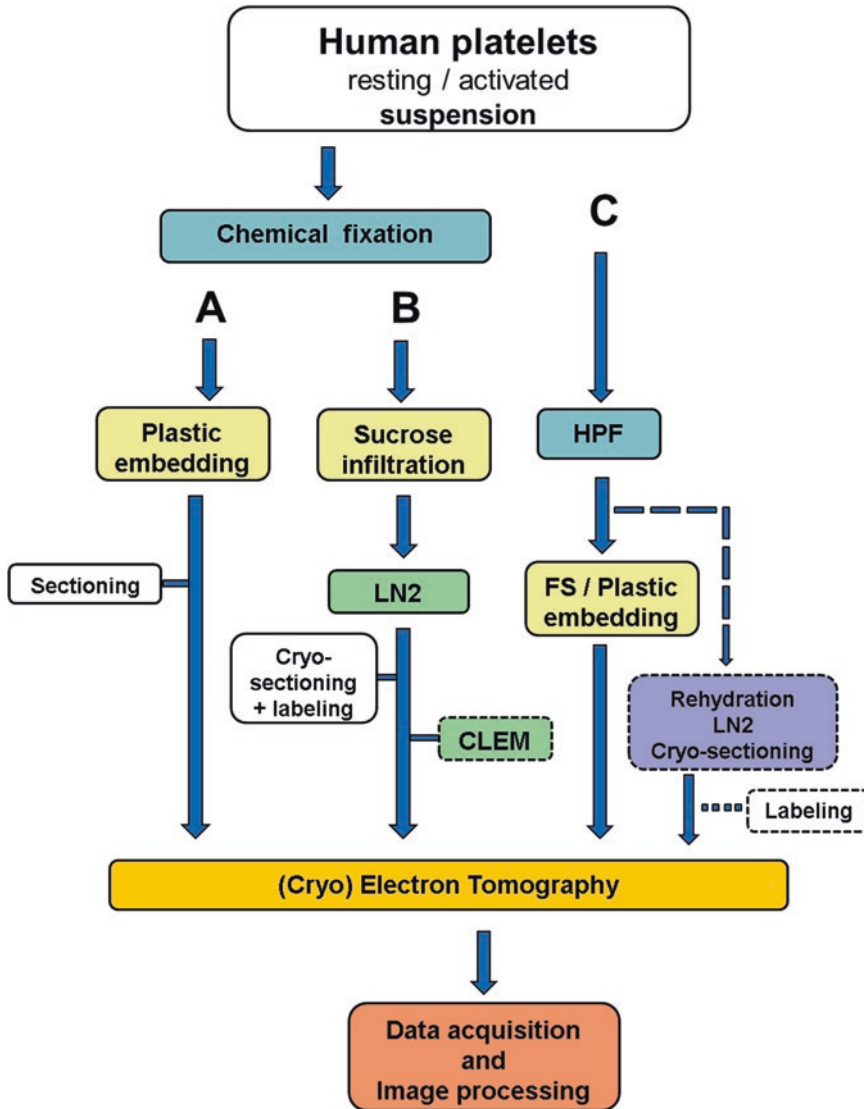 Human platelets
resting / activated
suspension
Chemical fixation
C
A
B
Plastic
embedding
Sucrose
infiltration
HPF
Sectioning
LN2
FS / Plastic
embedding
Cryo-
sectioning
+ labeling
CLEM
Rehydration
LN2
Cryo-sectioning
Labeling
(Cryo) Electron Tomography
Data acquisition
and
Image processing